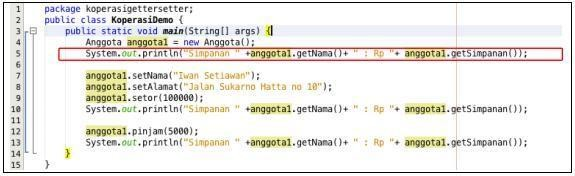 1 package koperasigettersetter;
2 public class KoperasiDemo {
3 public static void main(String[] args) {
4 Anggota anggota1 = new Anggota();
5 System.out.println("Simpanan " +anggota1.getNama()+ " : Rp "+ anggota1.getSimpanan());
6
7 anggota1.setNama("Iwan Setiawan");
8 anggota1.setAlamat("Jalan Sukarno Hatta no 10");
9 anggota1.setor(100000);
10 System.out.println("Simpanan " +anggota1.getNama()+ " : Rp "+ anggota1.getSimpanan());
11
12 anggota1.pinjam(5000);
13 System.out.println("Simpanan " +anggota1.getNama()+ " : Rp "+ anggota1.getSimpanan());
14 }
15 }